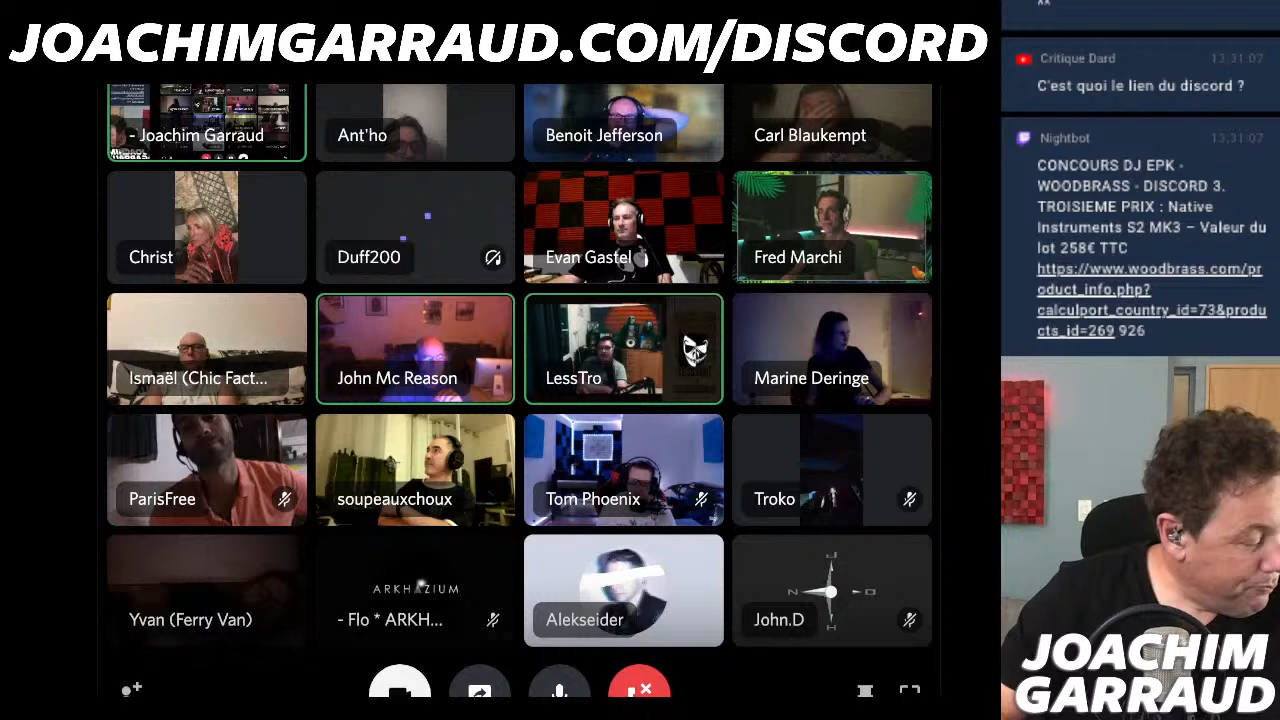 JOACHIMGARRAUD.COM/DISCORD
- Joachim Garraud
Ant'ho
Benoit Jefferson
Carl Blaukempt
Christ
Duff200
Evan Gastel
Fred Marchi
Ismaël (Chic Fact...
John Mc Reason
LessTro
Marine Deringe
ParisFree
soupeauxchoux
Tom Phoenix
Troko
Yvan (Ferry Van)
ARKHAZIUM
- Flo * ARKH...
Alekseider
J
N
O
H
John.D
^^
Critique Dard
13:31:07
C'est quoi le lien du discord ?
Nightbot
13:31:07
CONCOURS DJ EPK -
WOODBRASS - DISCORD 3.
TROISIEME PRIX : Native
Instruments S2 MK3 – Valeur du
lot 258€ TTC
https://www.woodbrass.com/pr
oduct_info.php?
calculport_country_id=73&produ
cts_id=269 926
JOACHIM
GARRAUD